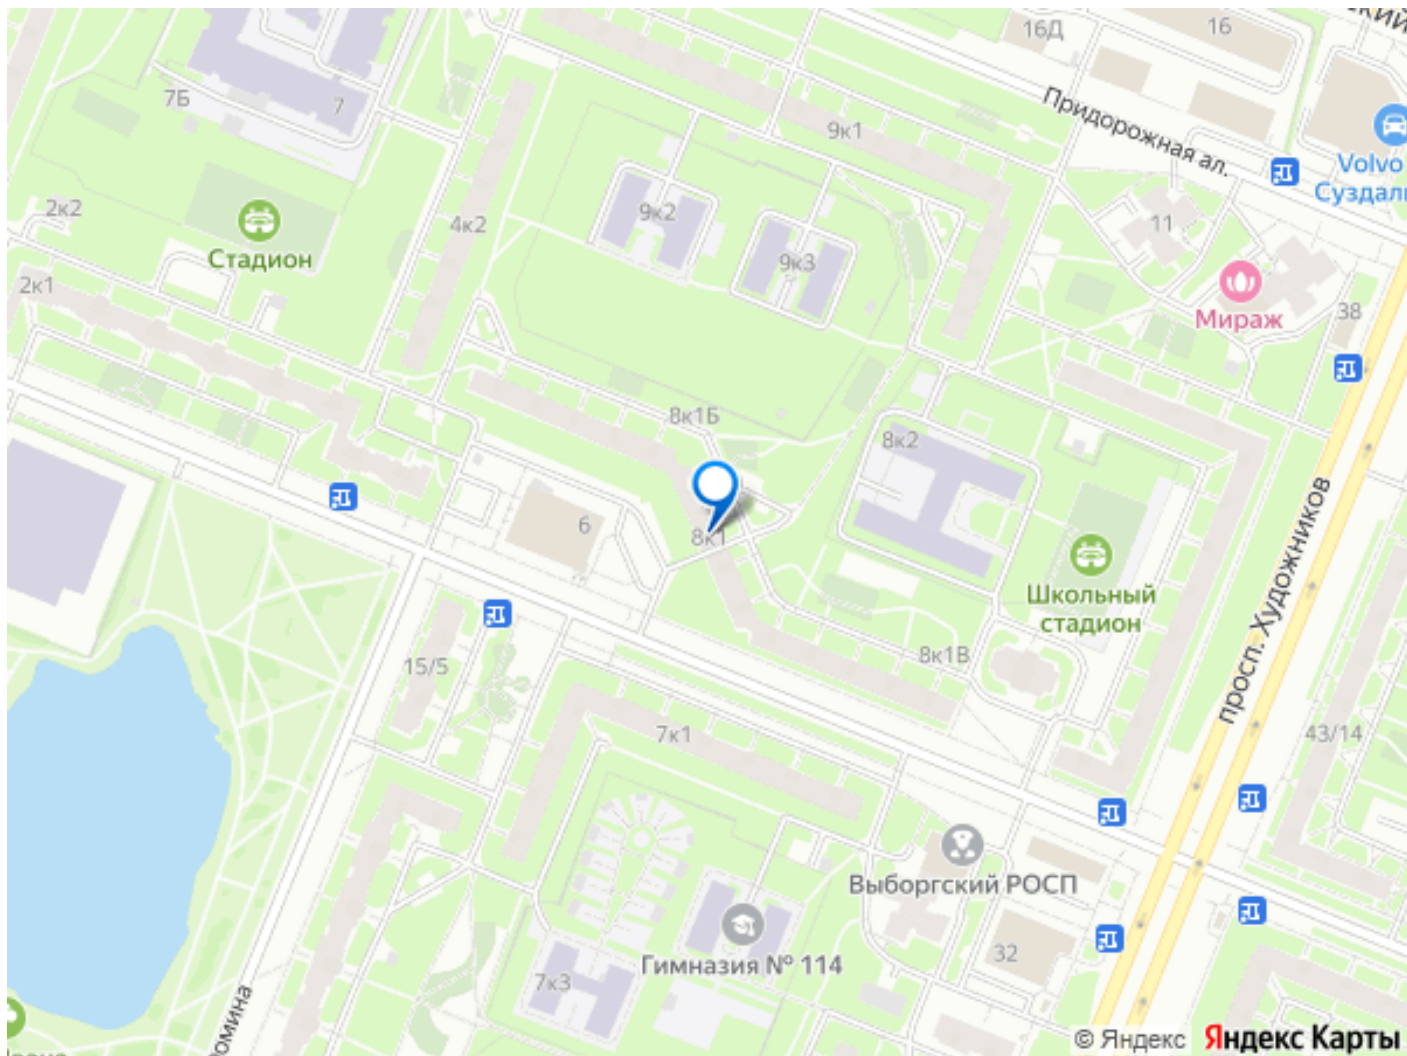 16Д
16
7Б
7
Придорожная ал.
9к1
Volvo
2к2
9к2
4к2
11
Стадион
9к3
2к1
Мираж
38
8к1Б
8к2
6
8к1
просп. Художников
Школьный
стадион
8к1В
15/5
7к1
43/14
Выборгский РОСП
32
Гимназия № 114
7к3
© Яндекс Яндекс Карты